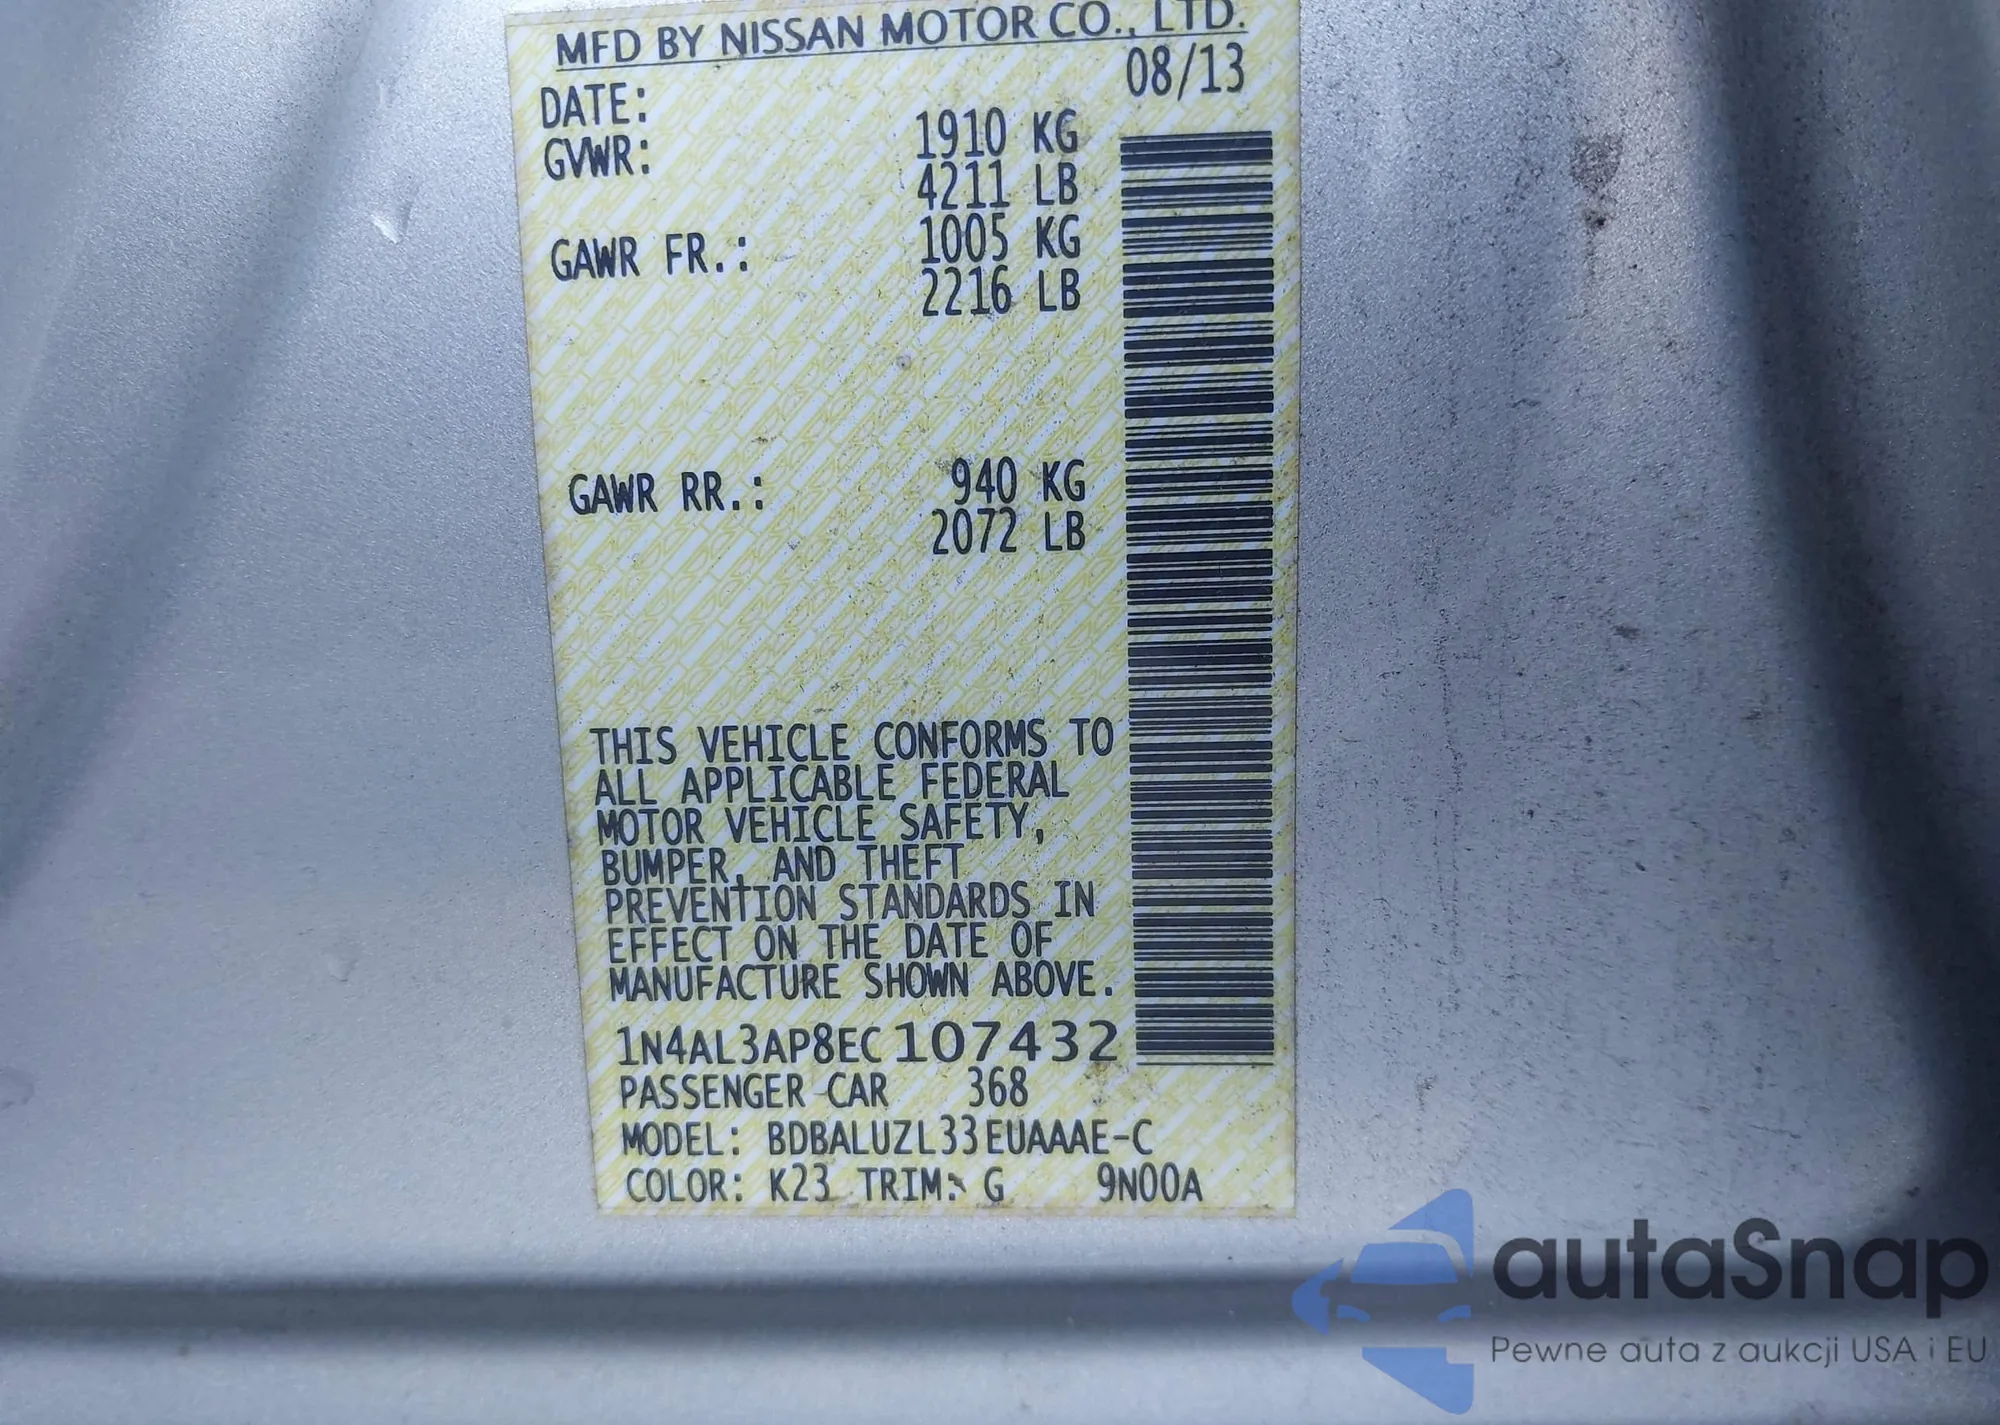 MFD BY NISSAN MOTOR CO., LTD.
DATE: 08/13
GVWR: 1910 KG
4211 LB
GAWR FR.: 1005 KG
2216 LB
GAWR RR.: 940 KG
2072 LB
THIS VEHICLE CONFORMS TO
ALL APPLICABLE FEDERAL
MOTOR VEHICLE SAFETY,
BUMPER, AND THEFT
PREVENTION STANDARDS IN
EFFECT ON THE DATE OF
MANUFACTURE SHOWN ABOVE.
1N4AL3AP8EC107432
PASSENGER CAR 368
MODEL: BDBALUZL33EUAAAE-C
COLOR: K23 TRIM: G 9N00A
autaSnap
Pewne auta z aukcji USA i EU